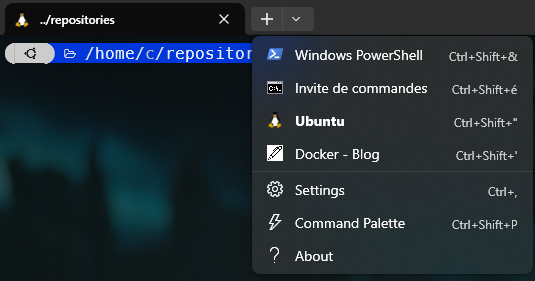 ../repositories
/home/c/repositor
Windows PowerShell Ctrl+Shift+&
Invite de commandes Ctrl+Shift+é
Ubuntu Ctrl+Shift+"
Docker - Blog Ctrl+Shift+'
Settings Ctrl+,
Command Palette Ctrl+Shift+P
About